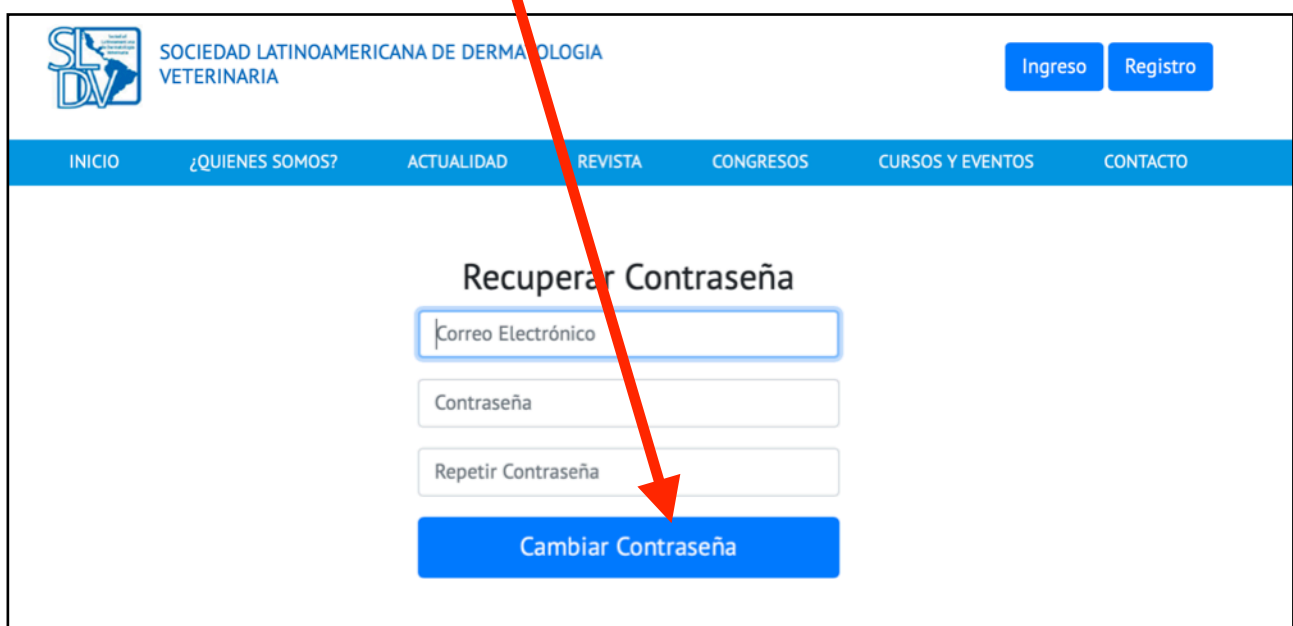 SLDV
SOCIEDAD LATINOAMERICANA DE DERMATOLOGIA
VETERINARIA
Ingreso
Registro
INICIO
¿QUIENES SOMOS?
ACTUALIDAD
REVISTA
CONGRESOS
CURSOS Y EVENTOS
CONTACTO
Recuperar Contraseña
Correo Electrónico
Contraseña
Repetir Contraseña
Cambiar Contraseña